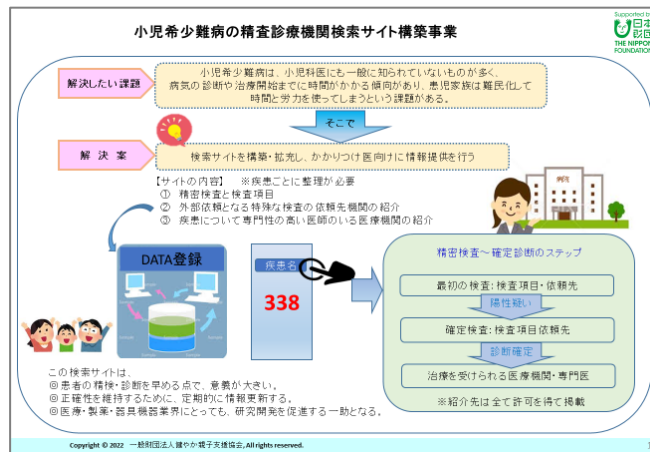 小児希少難病の精査診療機関検索サイト構築事業
Supported by
日本
財団
THE NIPPON
FOUNDATION
解決したい課題
小児希少難病は、小児科医にも一般に知られていないものが多く、
病気の診断や治療開始までに時間がかかる傾向があり、患児家族は難民化して
時間と労力を使ってしまうという課題がある。
そこで
解決案
検索サイトを構築・拡充し、かかりつけ医向けに情報提供を行う
【サイトの内容】 ※疾患ごとに整理が必要
① 精密検査と検査項目
② 外部依頼となる特殊な検査の依頼先機関の紹介
③ 疾患について専門性の高い医師のいる医療機関の紹介
DATA登録
疾患名
338
精密検査~確定診断のステップ
最初の検査:検査項目・依頼先
陽性疑い
確定検査:検査項目依頼先
診断確定
治療を受けられる医療機関・専門医
※紹介先は全て許可を得て掲載
この検索サイトは、
◎患者の精検・診断を早める点で、意義が大きい。
◎正確性を維持するために、定期的に情報更新する。
◎医療・製薬・器具機器業界にとっても、研究開発を促進する一助となる。
Copyright © 2022 一般財団法人健やか親子支援協会, All rights reserved.